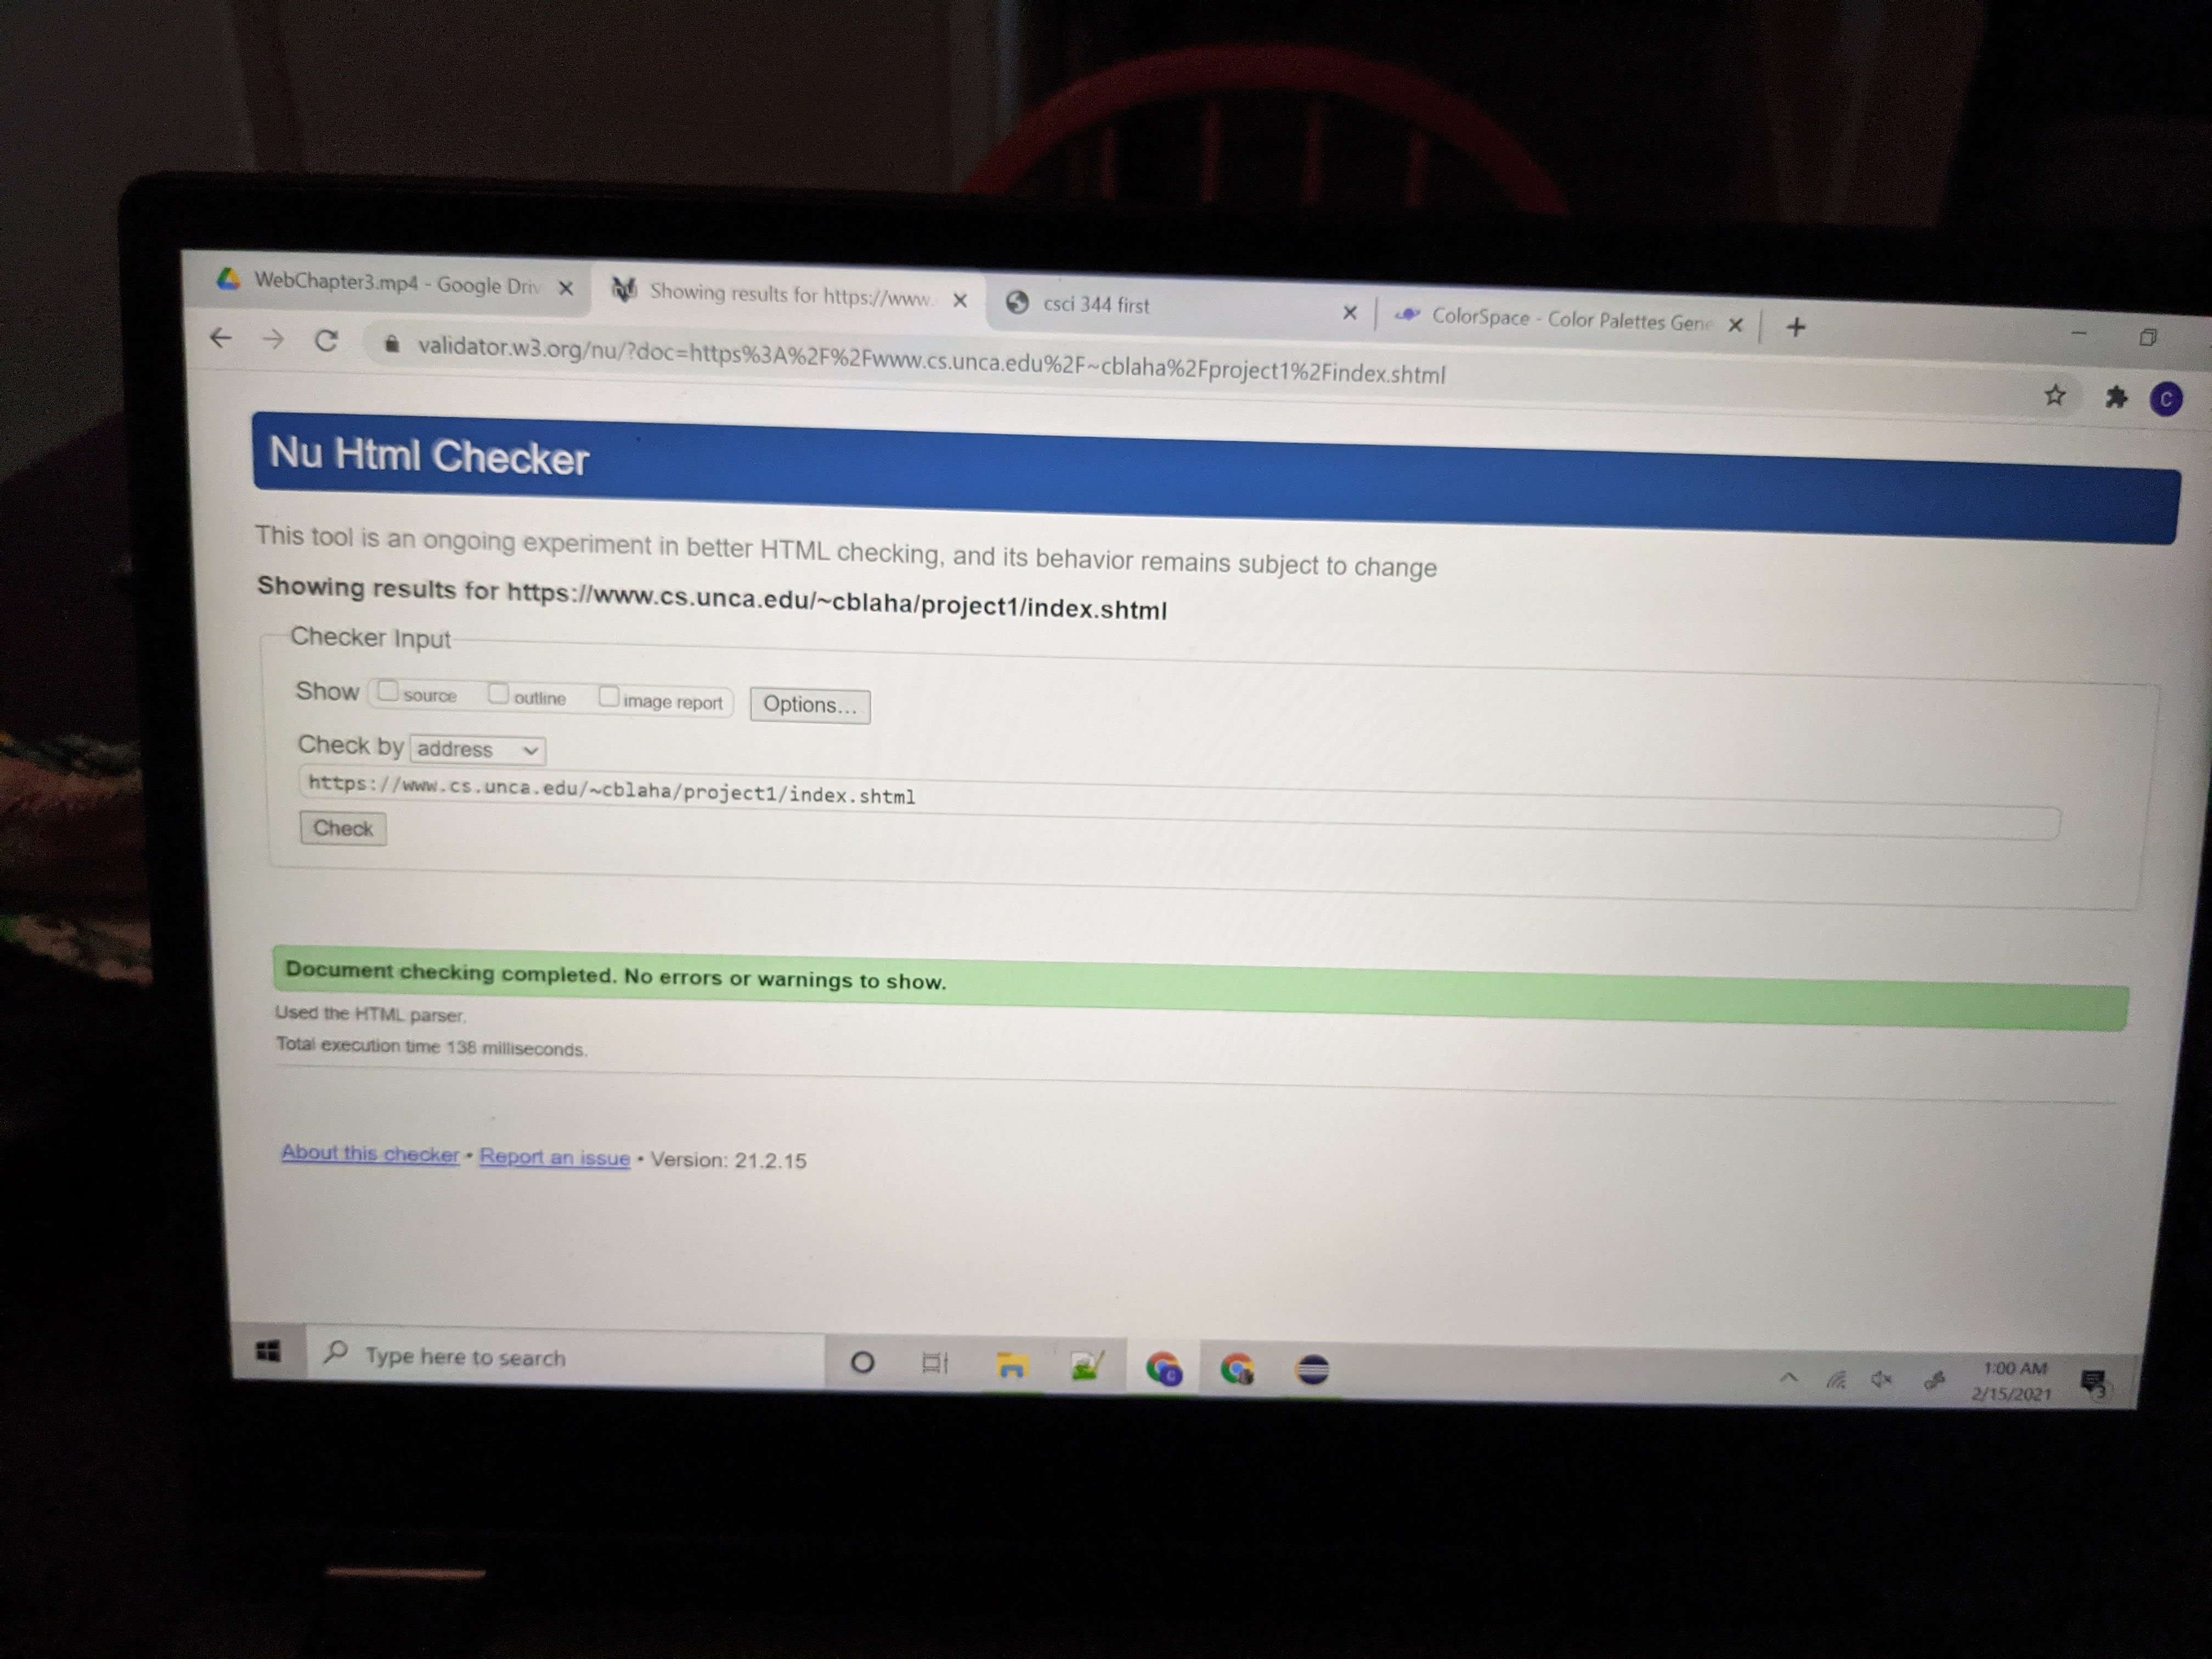 WebChapter3.mp4 - Google Driv
Showing results for https://www.
csci 344 first
ColorSpace - Color Palettes Gene
validator.w3.org/nu/?doc=https%3A%2F%2Fwww.cs.unca.edu%2F~cblaha%2Fproject1%2Findex.shtml
C
Nu Html Checker
This tool is an ongoing experiment in better HTML checking, and its behavior remains subject to change
Showing results for https://www.cs.unca.edu/~cblaha/project1/index.shtml
Checker Input
Show source outline image report Options...
Check by address
https://www.cs.unca.edu/~cblaha/project1/index.shtml
Check
Document checking completed. No errors or warnings to show.
Used the HTML parser.
Total execution time 138 milliseconds.
About this checker • Report an issue • Version: 21.2.15
Type here to search
C
1:00 AM
2/15/2021
3